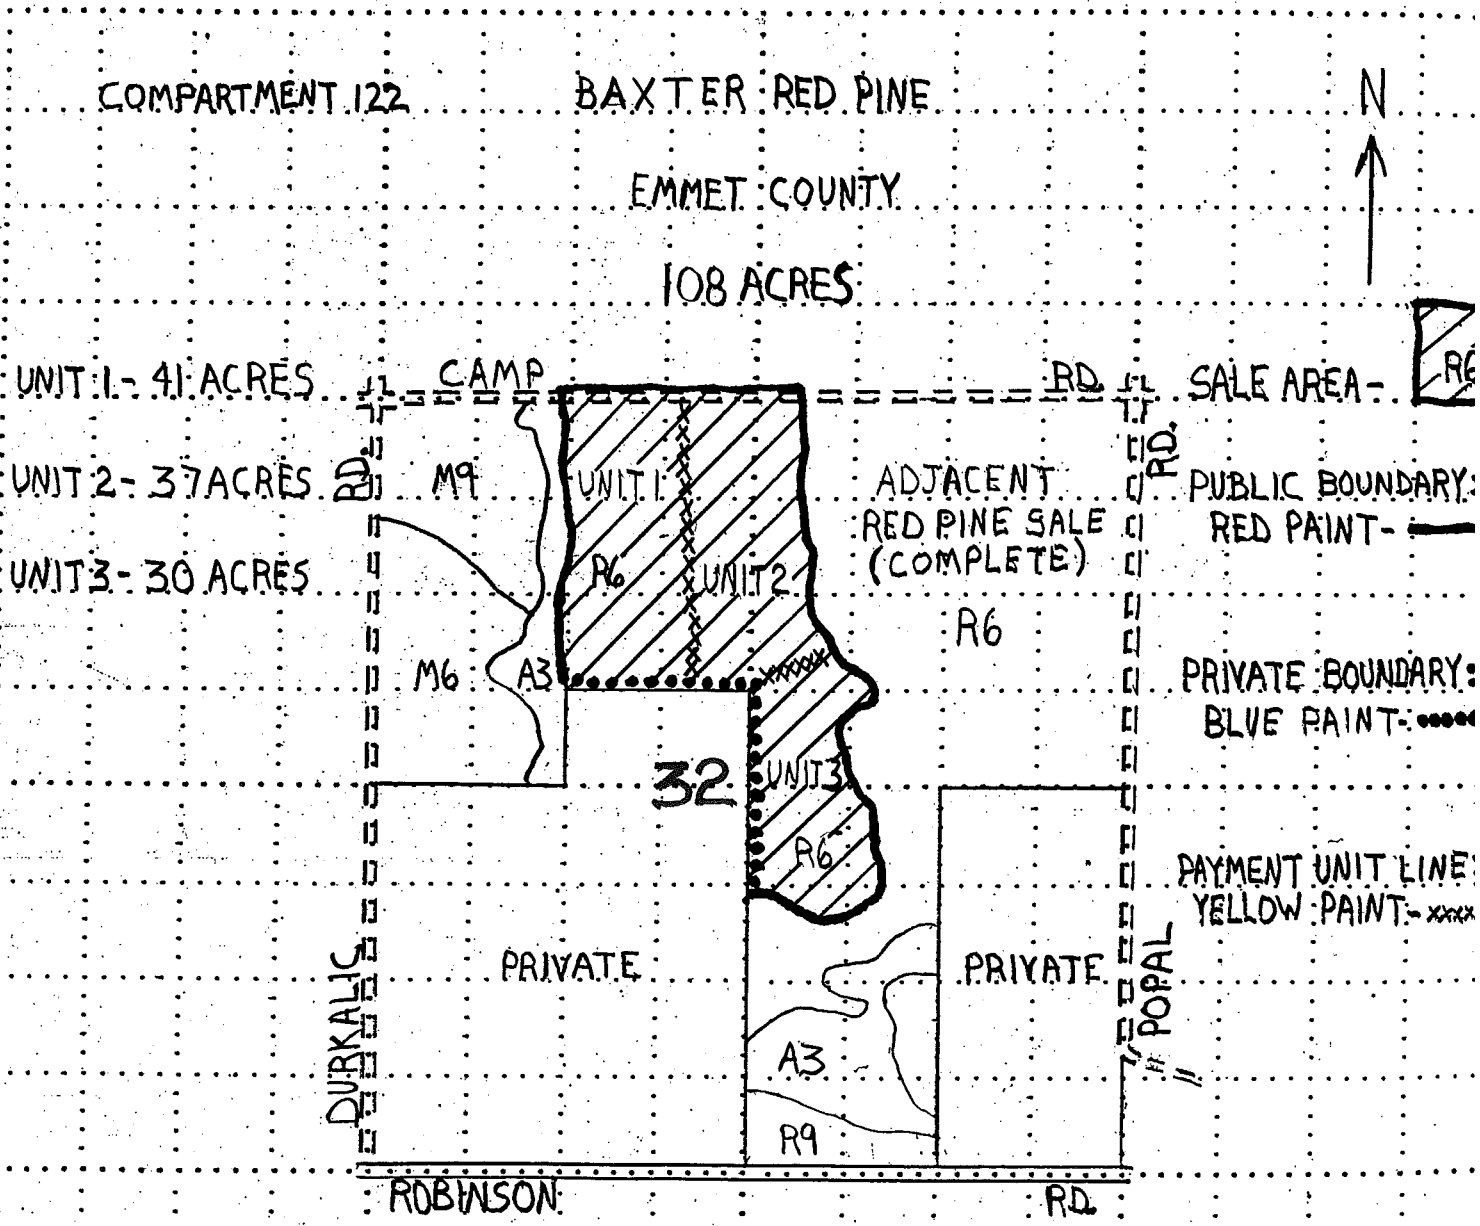 COMPARTMENT 122
BAXTER RED PINE
N
EMMET COUNTY
108 ACRES
UNIT 1 - 41 ACRES
CAMP
RD.
SALE AREA -
R6
UNIT 2 - 37 ACRES
RD.
M9
UNIT 1
ADJACENT
RED PINE SALE
(COMPLETE)
RD.
PUBLIC BOUNDARY:
RED PAINT -
UNIT 3 - 30 ACRES
R6
UNIT 2
R6
M6
A3
PRIVATE BOUNDARY:
BLUE PAINT -
32
UNIT 3
R6
PAYMENT UNIT LINE:
YELLOW PAINT - xxxx
PRIVATE
PRIVATE
DURKALIC
POPAL
A3
R9
ROBINSON
RD.